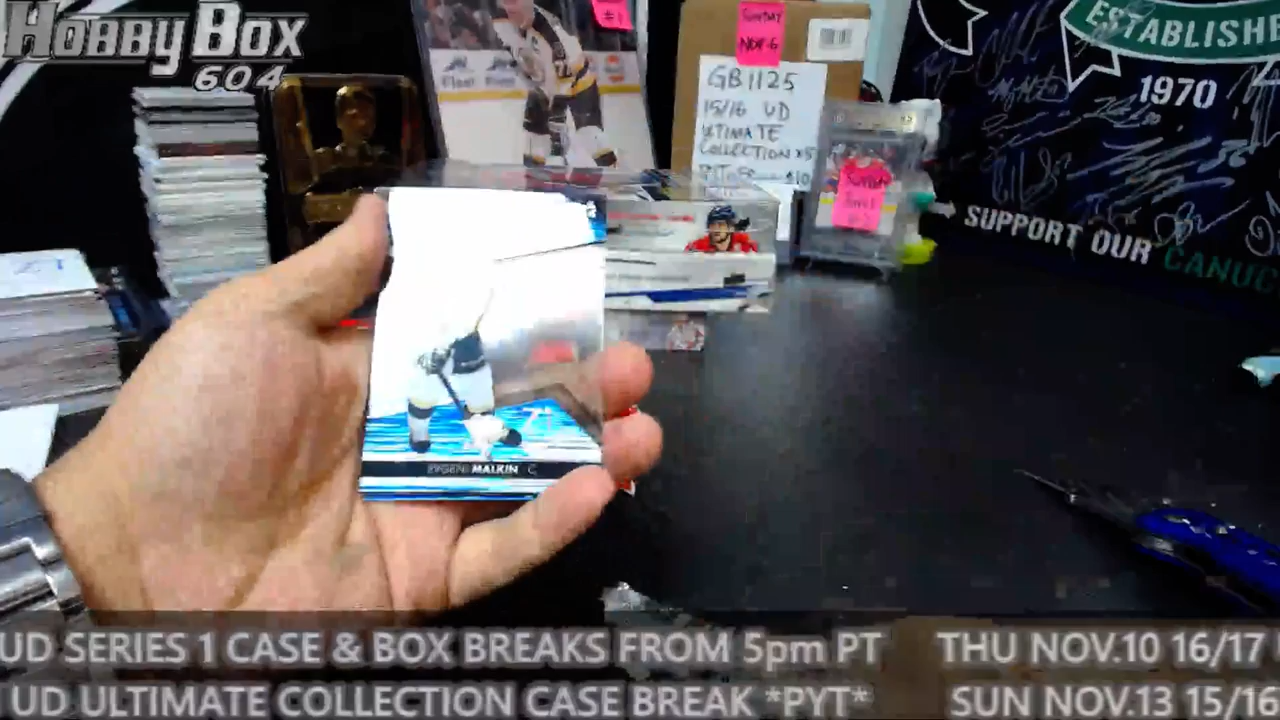 HOBBY BOX
604
#1
SUNDAY
NOV-6
GB1125
15/16 UD
ULTIMATE
COLLECTION x5
ESTABLISHE
1970
SUPPORT OUR CANUC
EVGENI MALKIN C
UD SERIES 1 CASE & BOX BREAKS FROM 5pm PT THU NOV.10 16/17
UD ULTIMATE COLLECTION CASE BREAK *PYT* SUN NOV.13 15/16